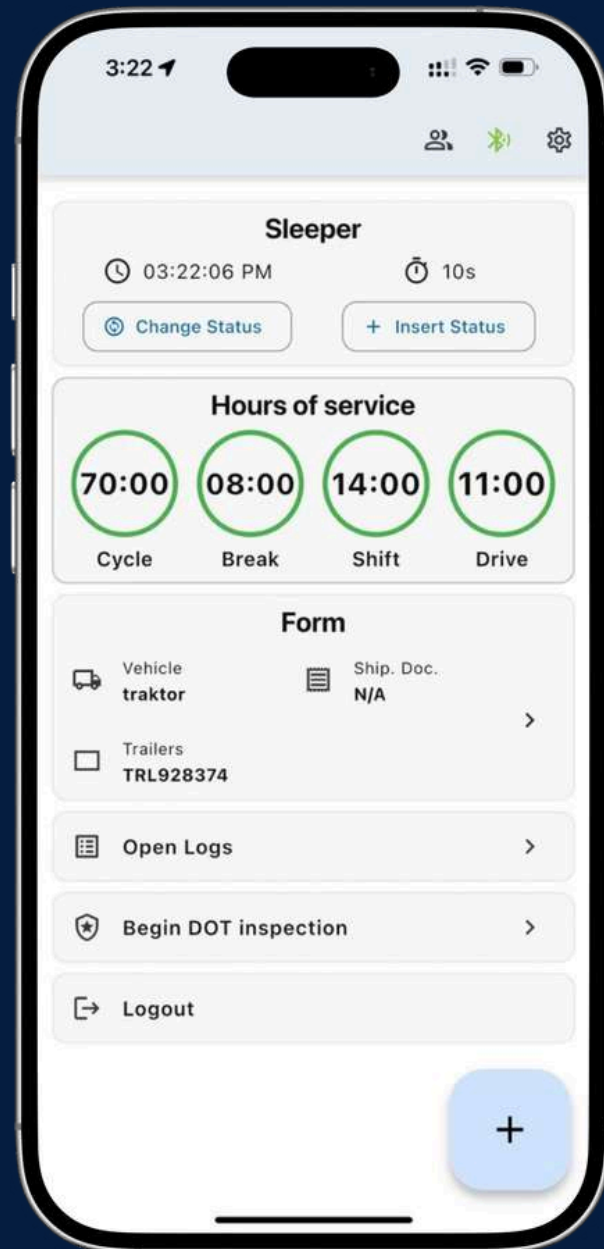 3:22
Sleeper
03:22:06 PM
10s
Change Status
+ Insert Status
Hours of service
70:00
08:00
14:00
11:00
Cycle
Break
Shift
Drive
Form
Vehicle
traktor
Ship. Doc.
N/A
Trailers
TRL928374
Open Logs
Begin DOT inspection
Logout
+